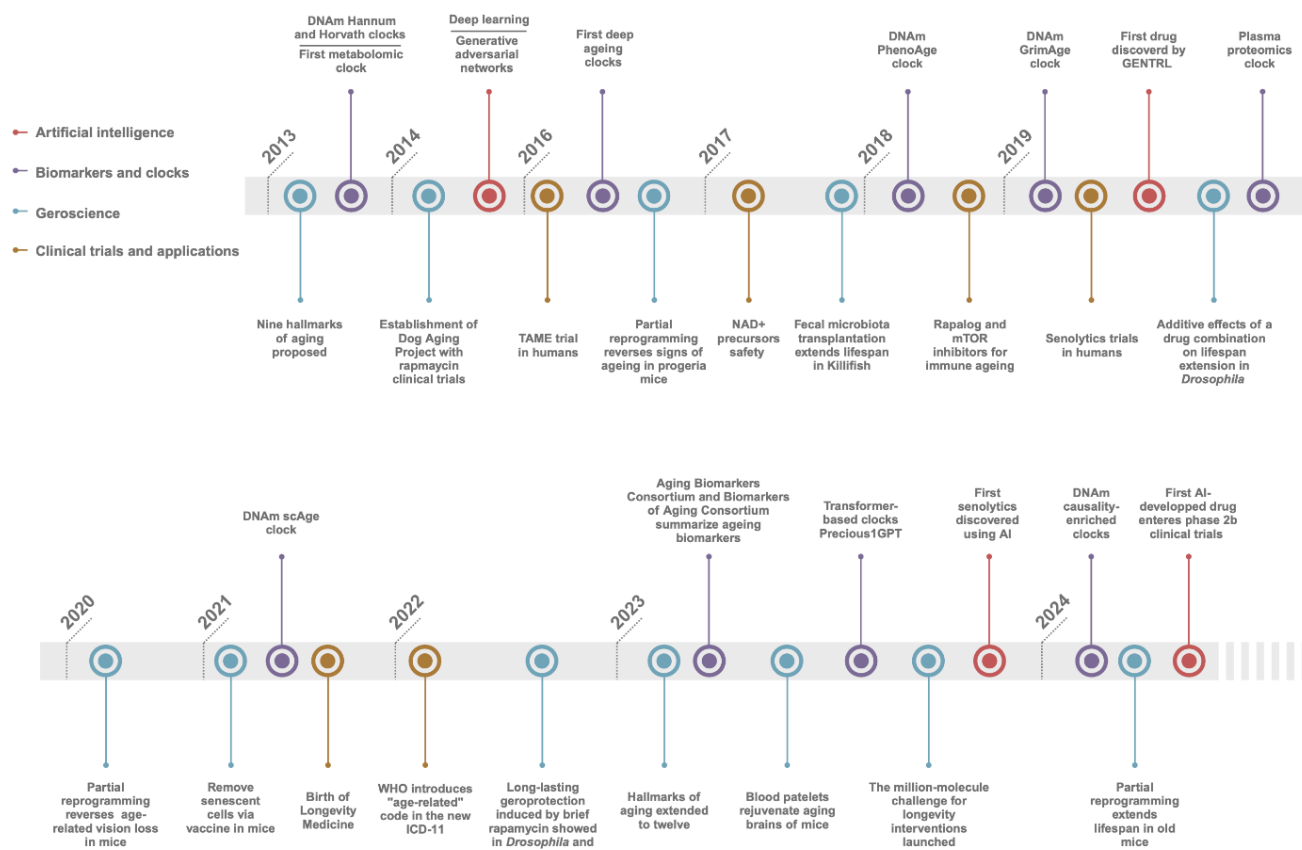 DNAm Hannum
and Horvath clocks
First metabolomic
clock
Deep learning
Generative
adversarial
networks
First deep
ageing
clocks
DNAm
PhenoAge
clock
DNAm
GrimAge
clock
First drug
discoverd by
GENTRL
Plasma
proteomics
clock
Artificial intelligence
Biomarkers and clocks
Geroscience
Clinical trials and applications
2013
2014
2016
2017
2018
2019
Nine hallmarks
of aging
proposed
Establishment of
Dog Aging
Project with
rapmaycin
clinical trials
TAME trial
in humans
Partial
reprogramming
reverses signs of
ageing in progeria
mice
NAD+
precursors
safety
Fecal microbiota
transplantation
extends lifespan
in Killifish
Rapalog and
mTOR
inhibitors for
immune ageing
Senolytics trials
in humans
Additive effects of a
drug combination
on lifespan
extension in
Drosophila
DNAm scAge
clock
Aging Biomarkers
Consortium and Biomarkers
of Aging Consortium
summarize ageing
biomarkers
Transformer-
based clocks
Precious1GPT
First
senolytics
discovered
using AI
DNAm
causality-
enriched
clocks
First AI-
developped drug
enteres phase 2b
clinical trials
2020
2021
2022
2023
2024
Partial
reprogramming
reverses age-
related vision loss
in mice
Remove
senescent
cells via
vaccine in mice
Birth of
Longevity
Medicine
WHO introduces
"age-related"
code in the new
ICD-11
Long-lasting
geroprotection
induced by brief
rapamycin showed
in Drosophila and
Hallmarks of
aging extended
to twelve
Blood patelets
rejuvenate aging
brains of mice
The million-molecule
challenge for
longevity
interventions
launched
Partial
reprogramming
extends
lifespan in old
mice